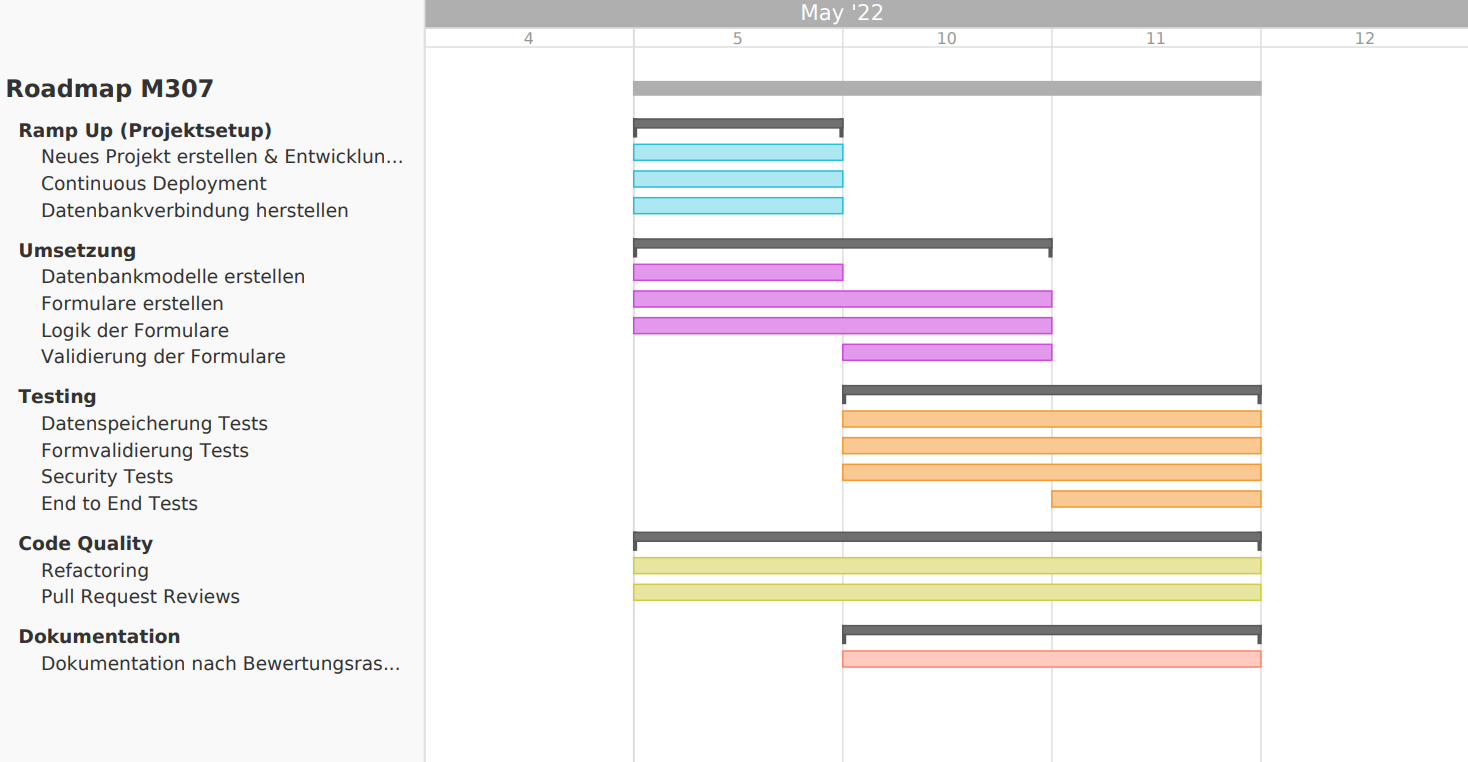 May '22
4 5 10 11 12
Roadmap M307
Ramp Up (Projektsetup)
Neues Projekt erstellen & Entwicklun...
Continuous Deployment
Datenbankverbindung herstellen
Umsetzung
Datenbankmodelle erstellen
Formulare erstellen
Logik der Formulare
Validierung der Formulare
Testing
Datenspeicherung Tests
Formvalidierung Tests
Security Tests
End to End Tests
Code Quality
Refactoring
Pull Request Reviews
Dokumentation
Dokumentation nach Bewertungsras...